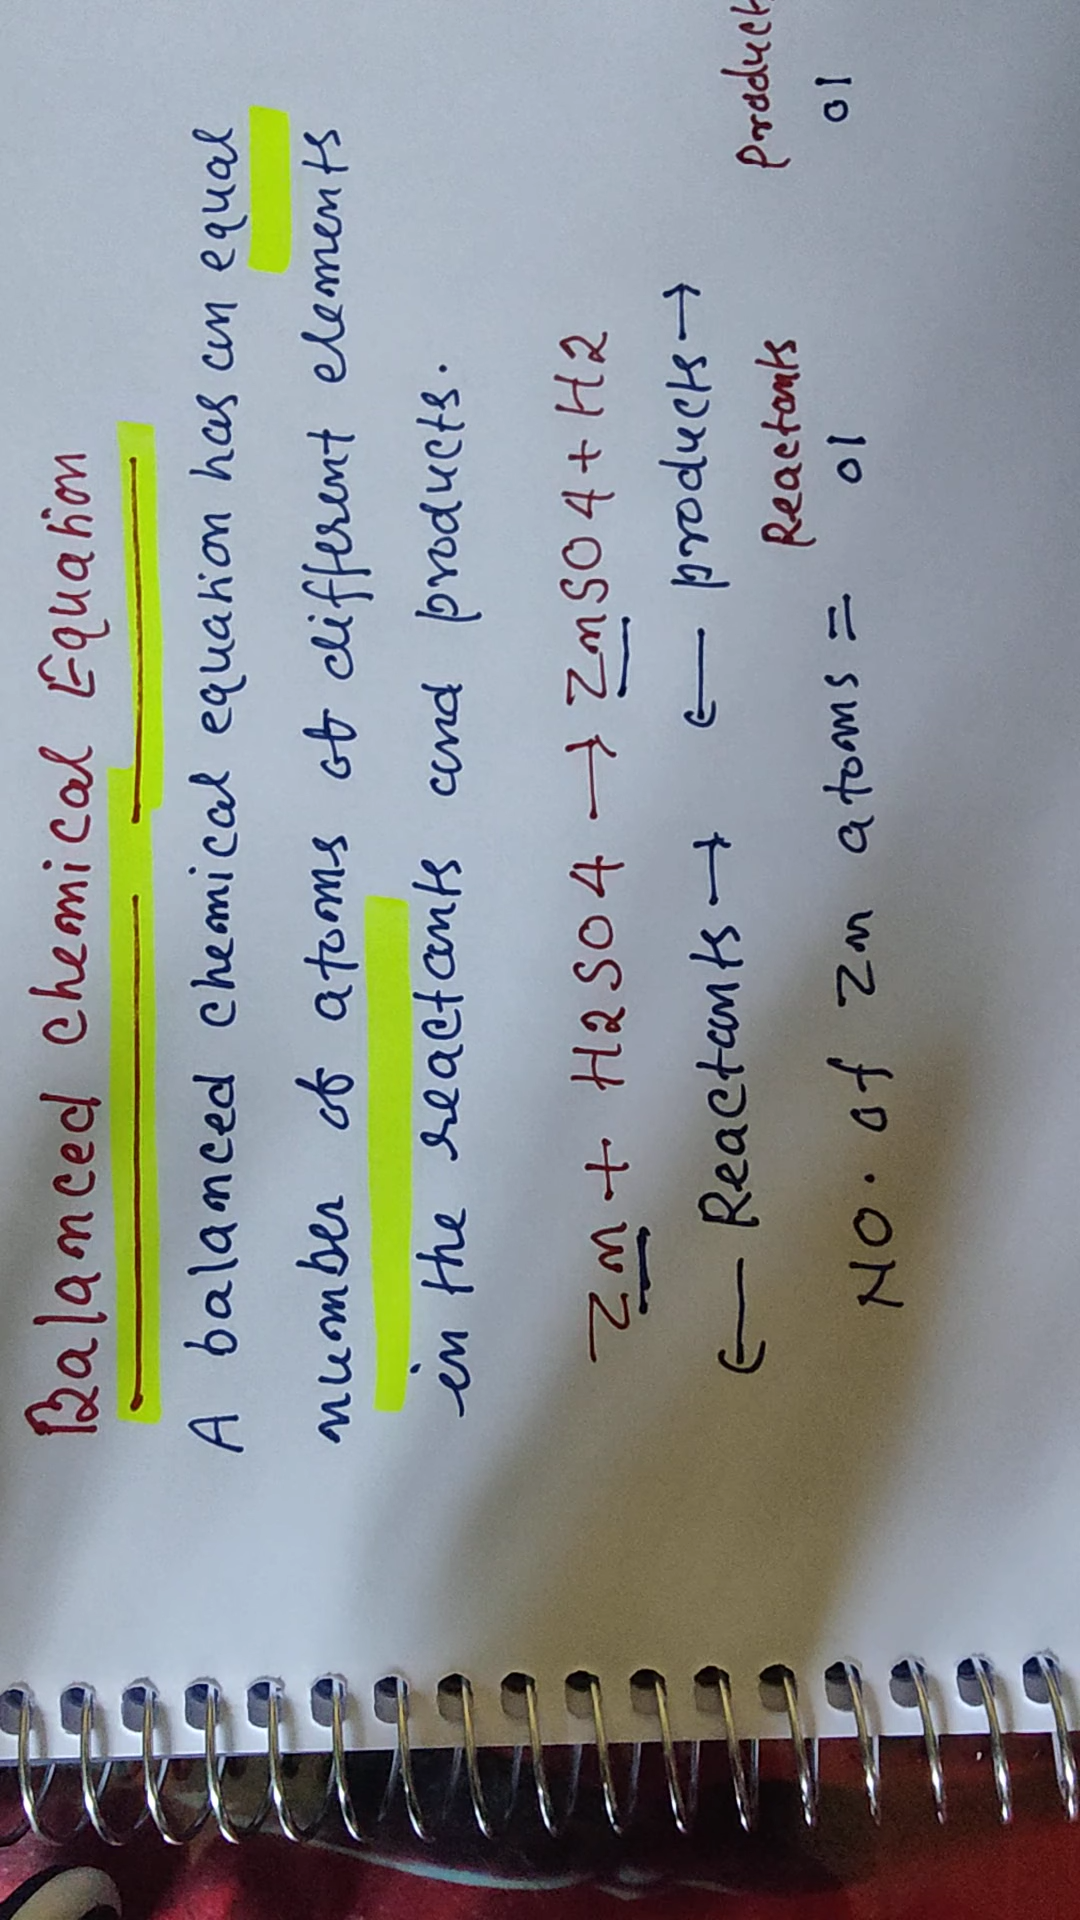 Balanced chemical Equation
A balanced chemical equation has an equal
number of atoms of different elements
in the reactants and products.
Zn + H2SO4 → ZnSO4 + H2
← Reactants → ← products →
Reactants product
No. of Zn atoms = 01 01